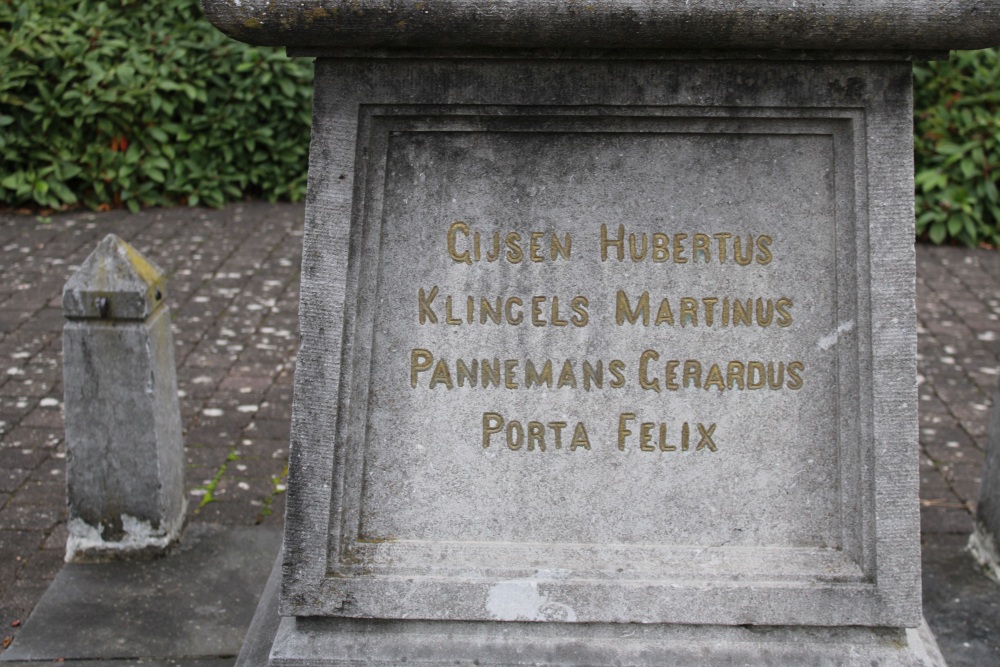 GIJSEN HUBERTUS
KLINGELS MARTINUS
PANNEMANS GERARDUS
PORTA FELIX